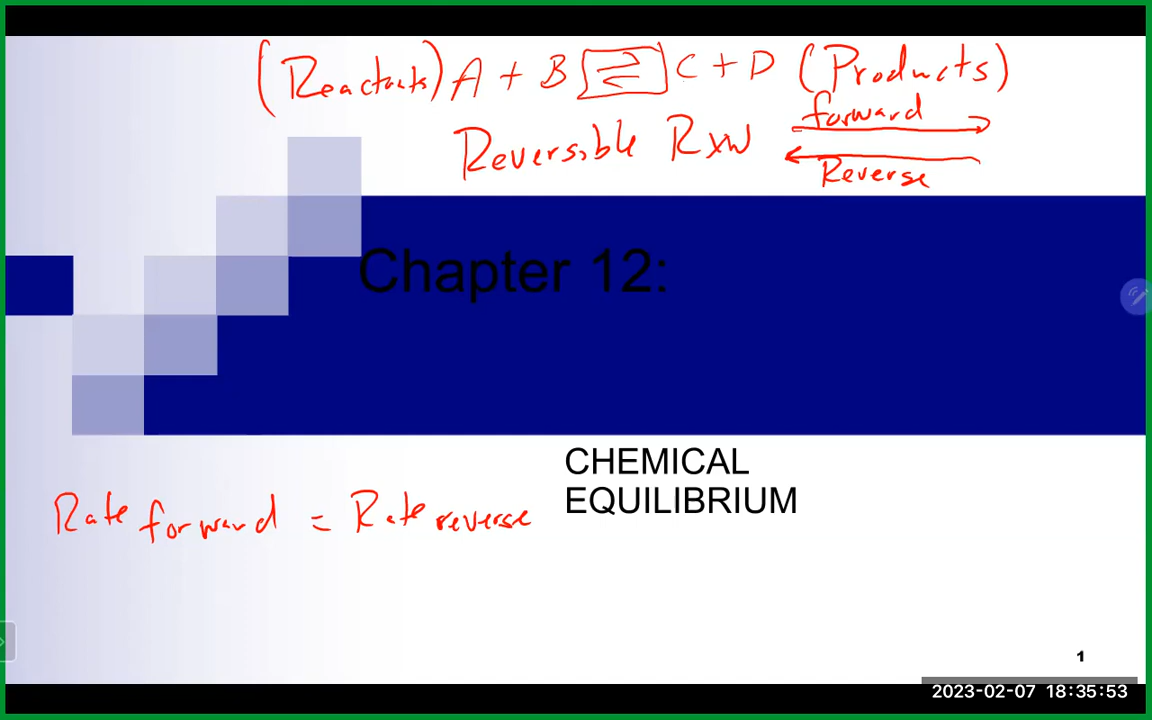 (Reactants) A + B ⇄ C + D (Products)
forward
Reversible Rxn
Reverse
Chapter 12:
CHEMICAL
EQUILIBRIUM
Rate forward = Rate reverse
1
2023-02-07 18:35:53